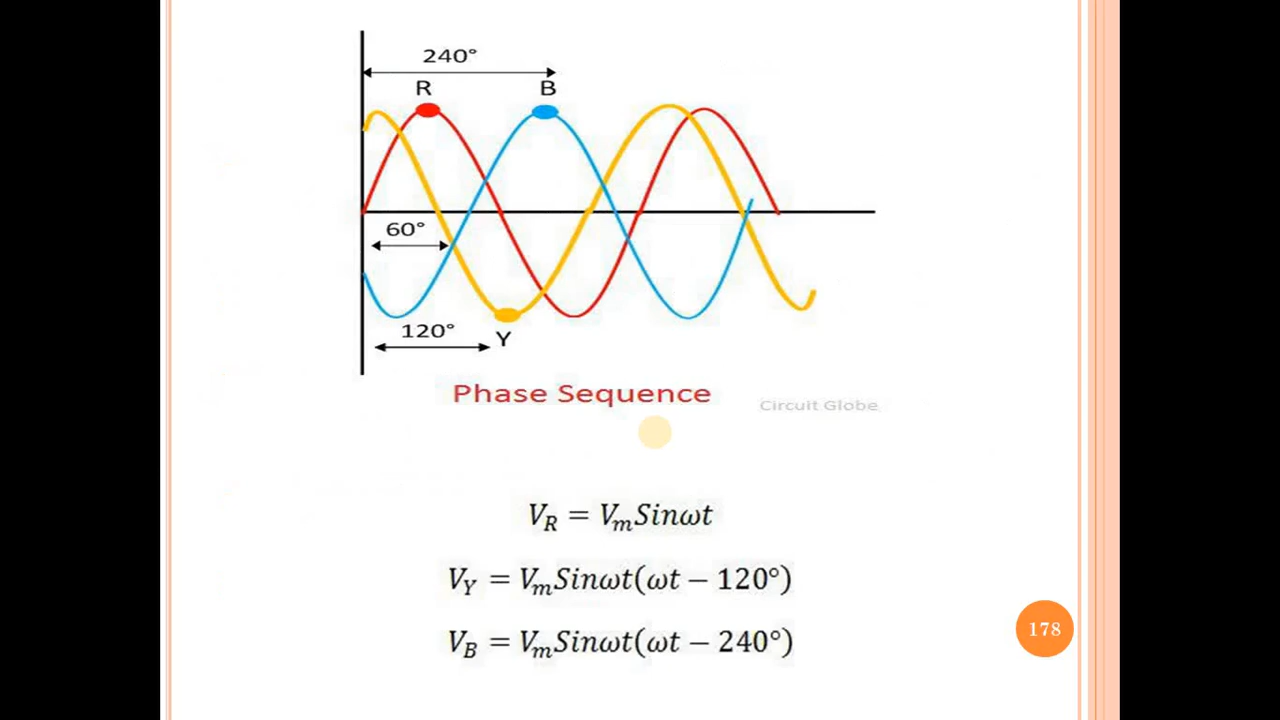 240°
R B
60°
120°
Y
Phase Sequence
Circuit Globe
V_R = V_m Sinωt
V_Y = V_m Sinωt(ωt − 120°)
V_B = V_m Sinωt(ωt − 240°)
178